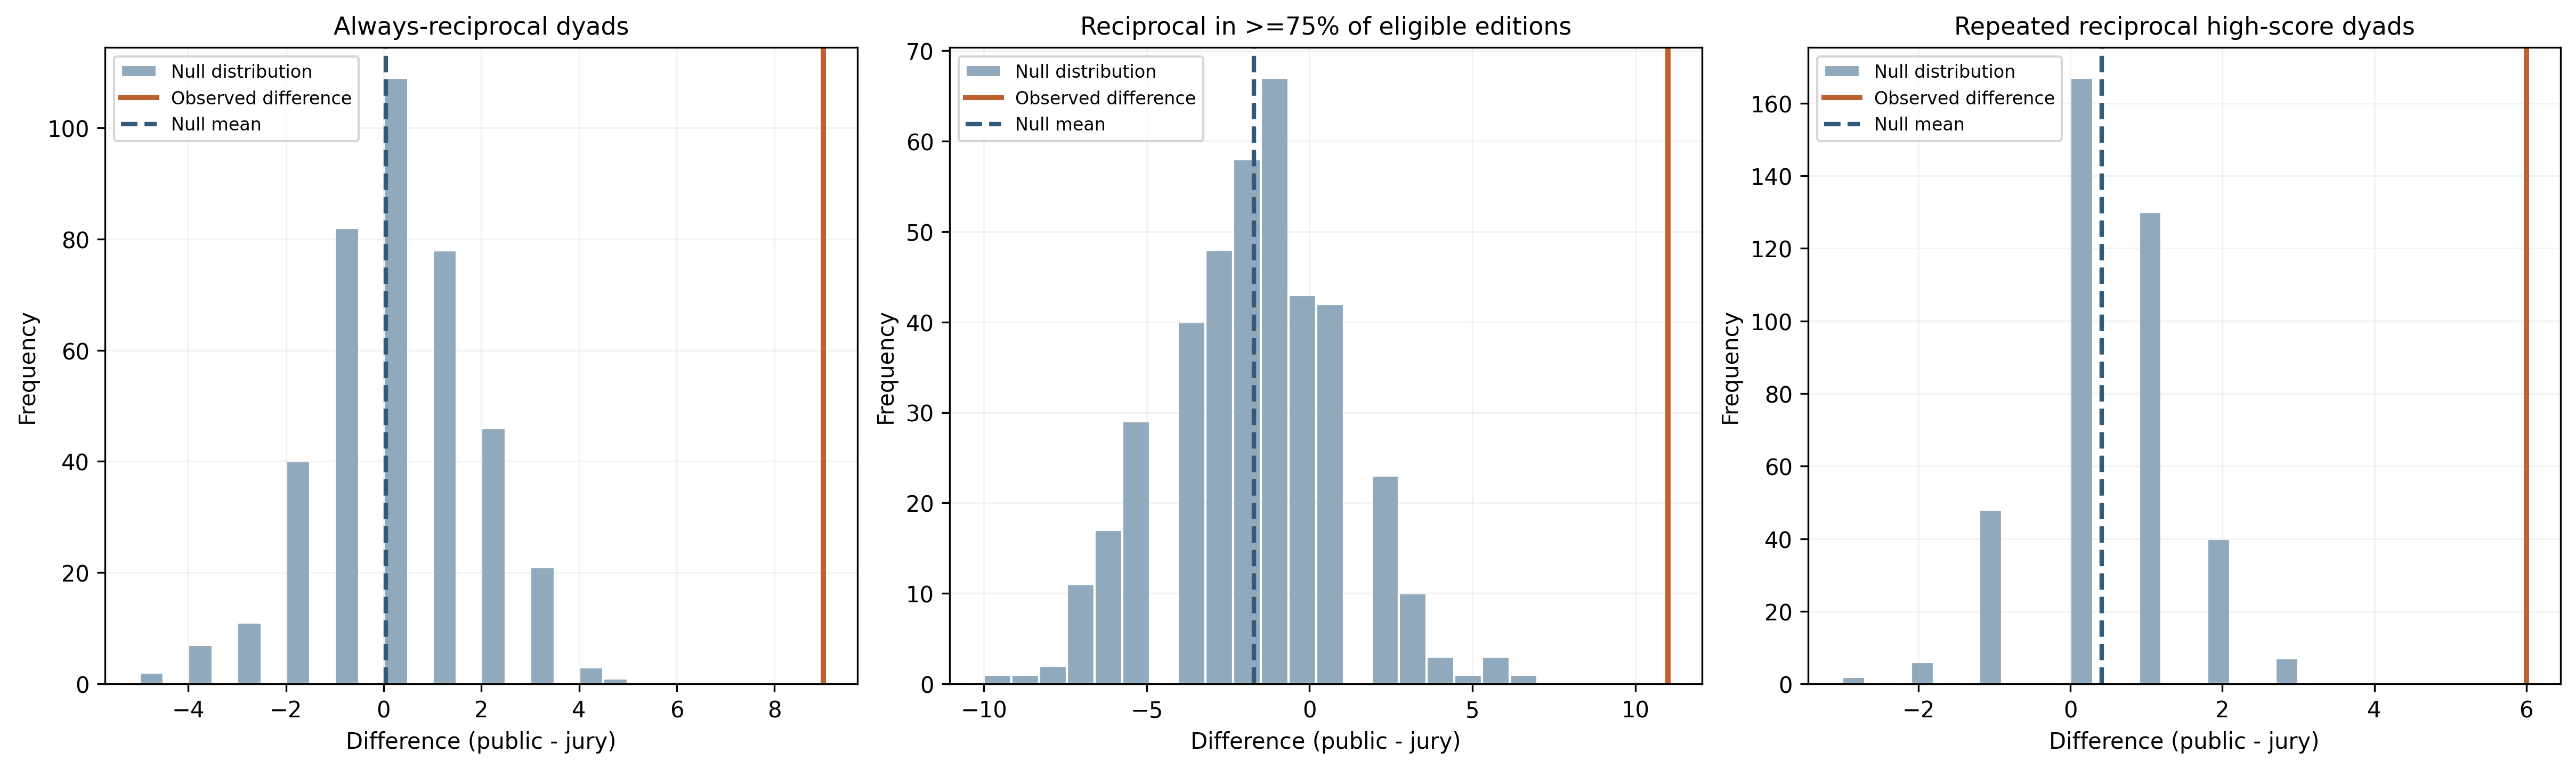 Always-reciprocal dyads
Null distribution
Observed difference
Null mean
Frequency
100
80
60
40
20
0
−4 −2 0 2 4 6 8
Difference (public - jury)
Reciprocal in >=75% of eligible editions
Null distribution
Observed difference
Null mean
Frequency
70
60
50
40
30
20
10
0
−10 −5 0 5 10
Difference (public - jury)
Repeated reciprocal high-score dyads
Null distribution
Observed difference
Null mean
Frequency
160
140
120
100
80
60
40
20
0
−2 0 2 4 6
Difference (public - jury)